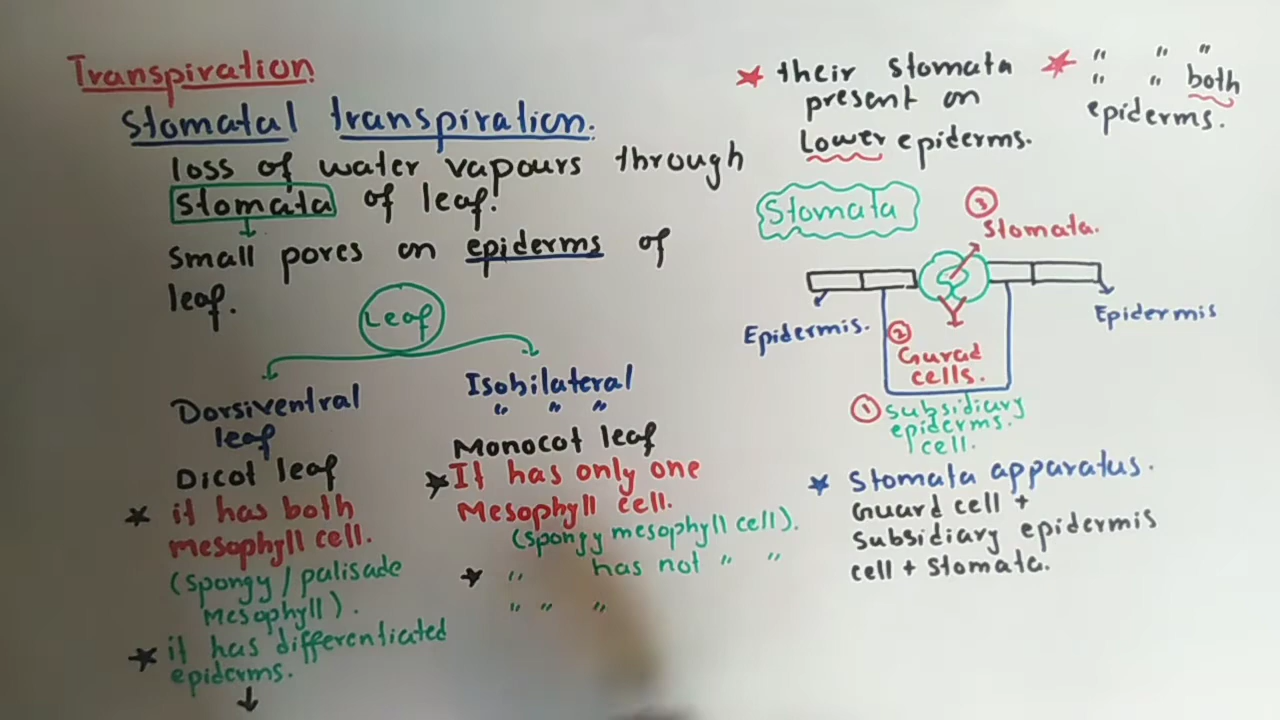 Transpiration
Stomatal transpiration.
loss of water vapours through
Stomata of leaf.
Small pores on epiderms of
leaf.
Leaf
Dorsiventral
leaf
Dicot leaf
★ it has both
mesophyll cell.
(spongy / palisade
Mesophyll).
★ it has differentiated
epiderms.
Isobilateral
" " "
Monocot leaf
★ It has only one
Mesophyll cell.
(spongy mesophyll cell).
★ " has not " "
" " "
★ their stomata
present on
Lower epiderms.
★ " " "
" " both
epiderms.
Stomata
③
Stomata.
Epidermis.
Epidermis
②
Gurad
cells.
① subsidiary
epiderms.
cell.
★ Stomata apparatus.
Guard cell +
subsidiary epidermis
cell + Stomata.